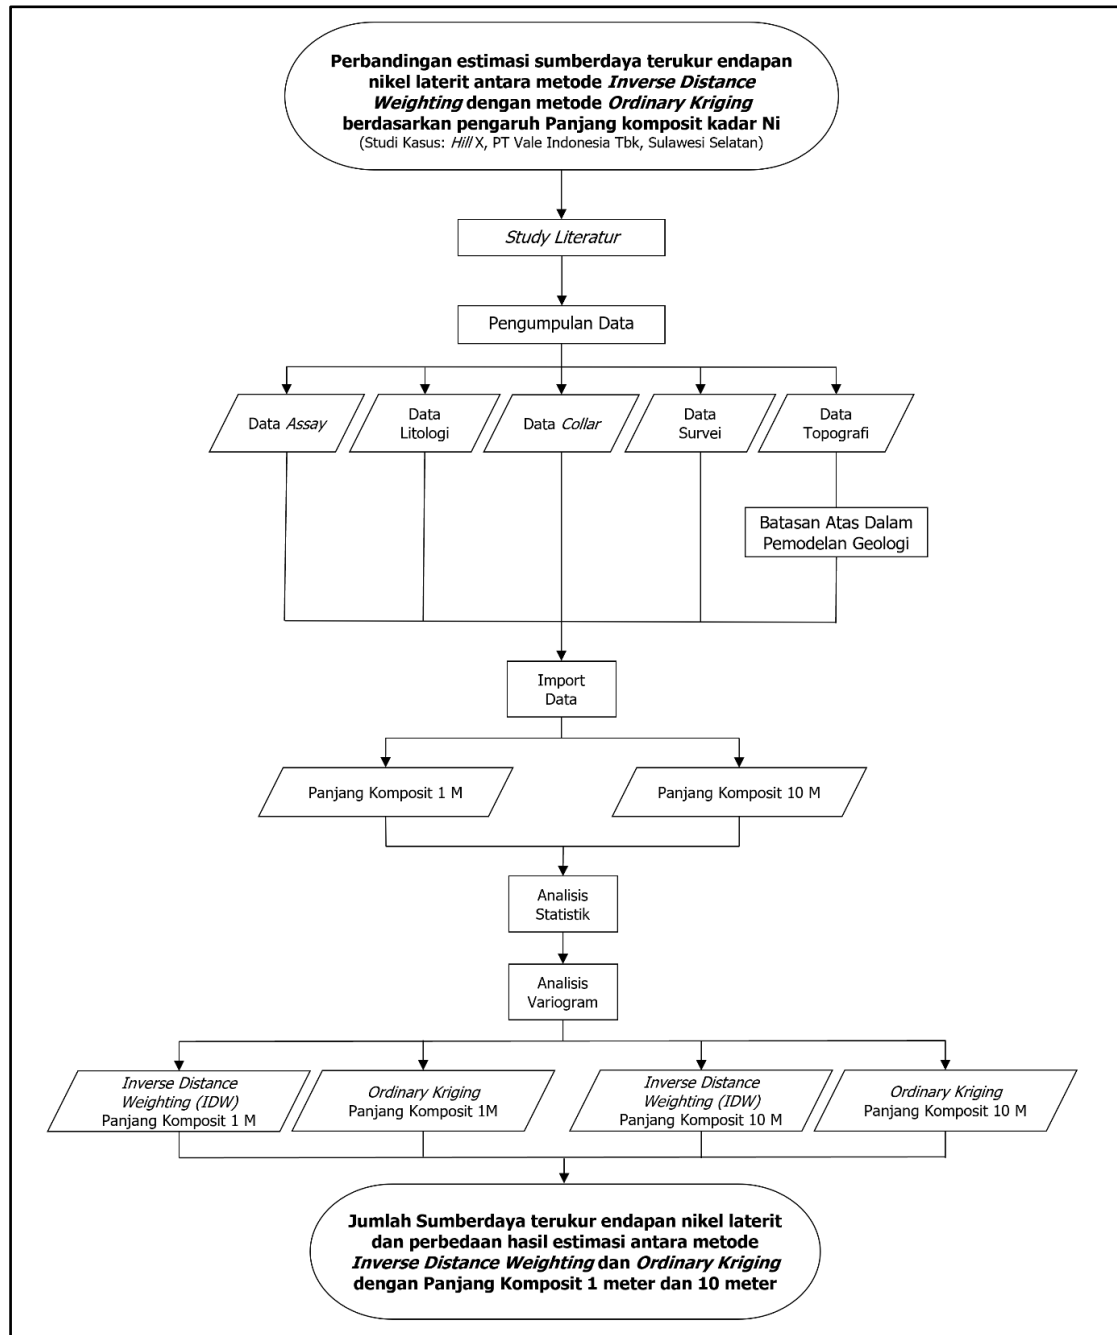 Perbandingan estimasi sumberdaya terukur endapan
nikel laterit antara metode Inverse Distance
Weighting dengan metode Ordinary Kriging
berdasarkan pengaruh Panjang komposit kadar Ni
(Studi Kasus: Hill X, PT Vale Indonesia Tbk, Sulawesi Selatan)
Study Literatur
Pengumpulan Data
Data Assay
Data
Litologi
Data Collar
Data
Survei
Data
Topografi
Batasan Atas Dalam
Pemodelan Geologi
Import
Data
Panjang Komposit 1 M
Panjang Komposit 10 M
Analisis
Statistik
Analisis
Variogram
Inverse Distance
Weighting (IDW)
Panjang Komposit 1 M
Ordinary Kriging
Panjang Komposit 1M
Inverse Distance
Weighting (IDW)
Panjang Komposit 10 M
Ordinary Kriging
Panjang Komposit 10 M
Jumlah Sumberdaya terukur endapan nikel laterit
dan perbedaan hasil estimasi antara metode
Inverse Distance Weighting dan Ordinary Kriging
dengan Panjang Komposit 1 meter dan 10 meter